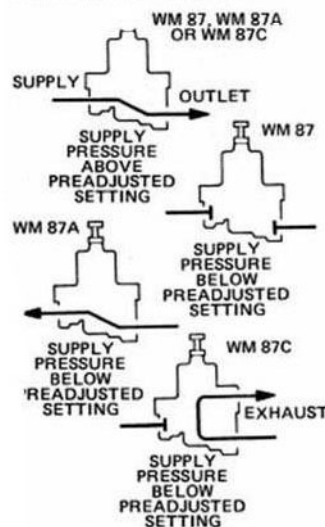 WM 87, WM 87A
OR WM 87C
SUPPLY
OUTLET
SUPPLY
PRESSURE
ABOVE
PREADJUSTED
SETTING
WM 87
SUPPLY
PRESSURE
BELOW
PREADJUSTED
SETTING
WM 87A
SUPPLY
PRESSURE
BELOW
PREADJUSTED
SETTING
WM 87C
EXHAUST
SUPPLY
PRESSURE
BELOW
PREADJUSTED
SETTING